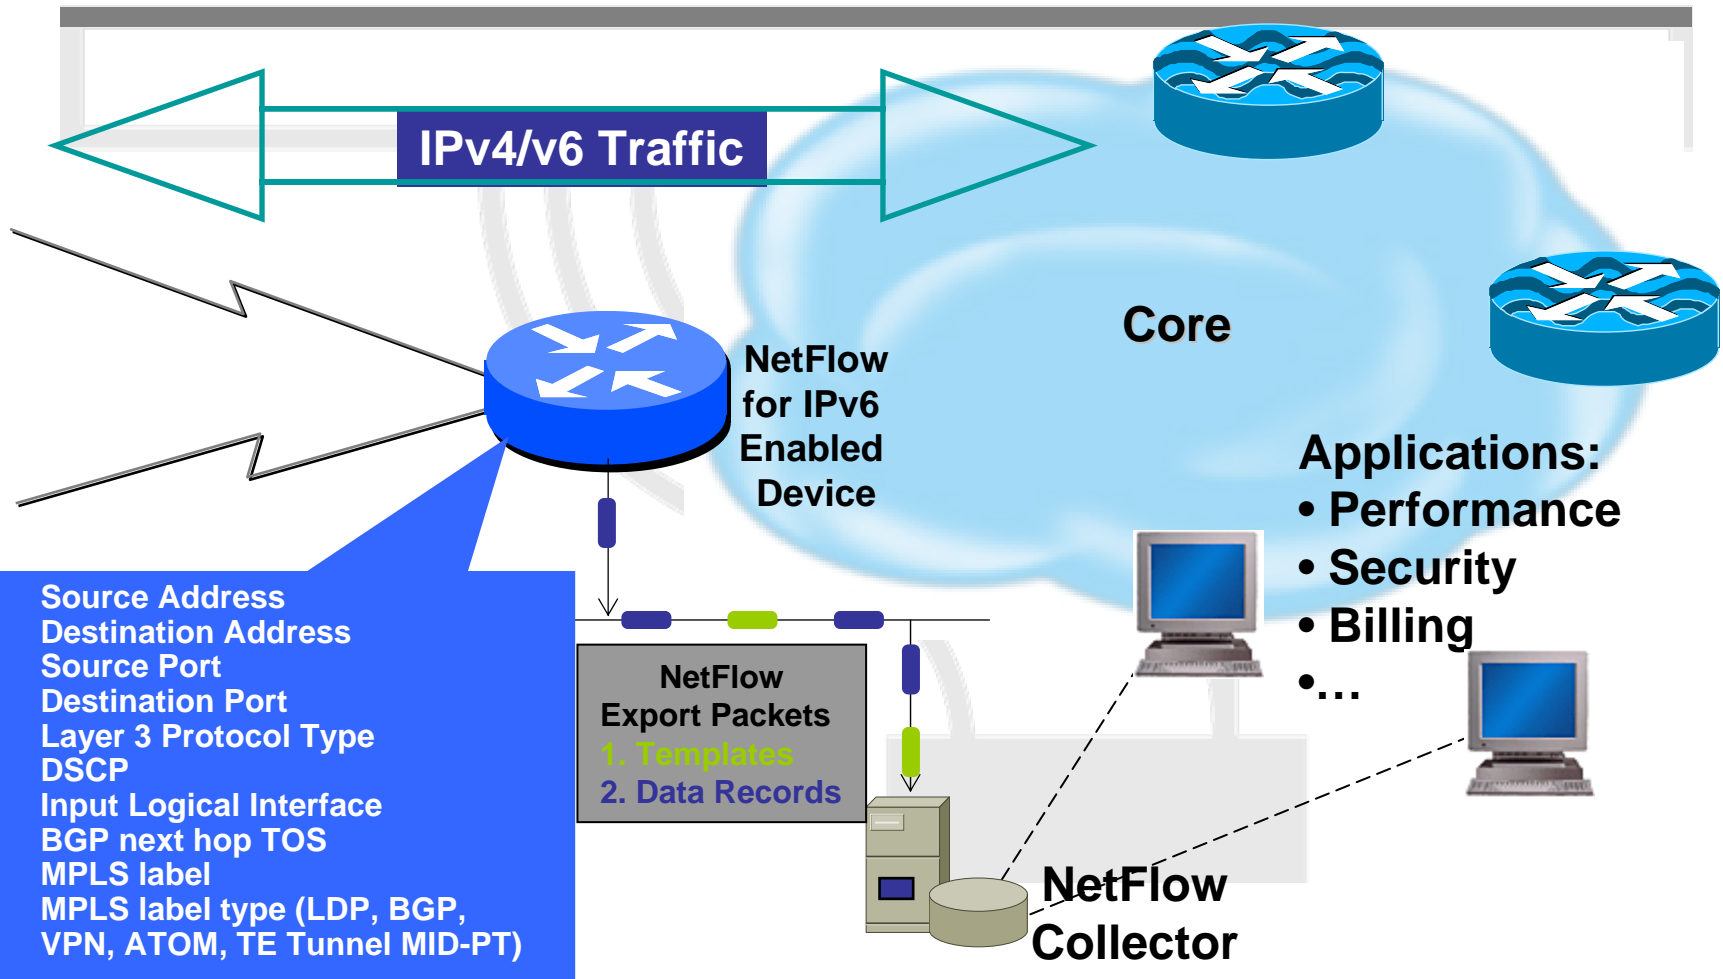 IPv4/v6 Traffic
Core
NetFlow
for IPv6
Enabled
Device
Applications:
• Performance
• Security
• Billing
•...
Source Address
Destination Address
Source Port
Destination Port
Layer 3 Protocol Type
DSCP
Input Logical Interface
BGP next hop TOS
MPLS label
MPLS label type (LDP, BGP,
VPN, ATOM, TE Tunnel MID-PT)
NetFlow
Export Packets
1. Templates
2. Data Records
NetFlow
Collector